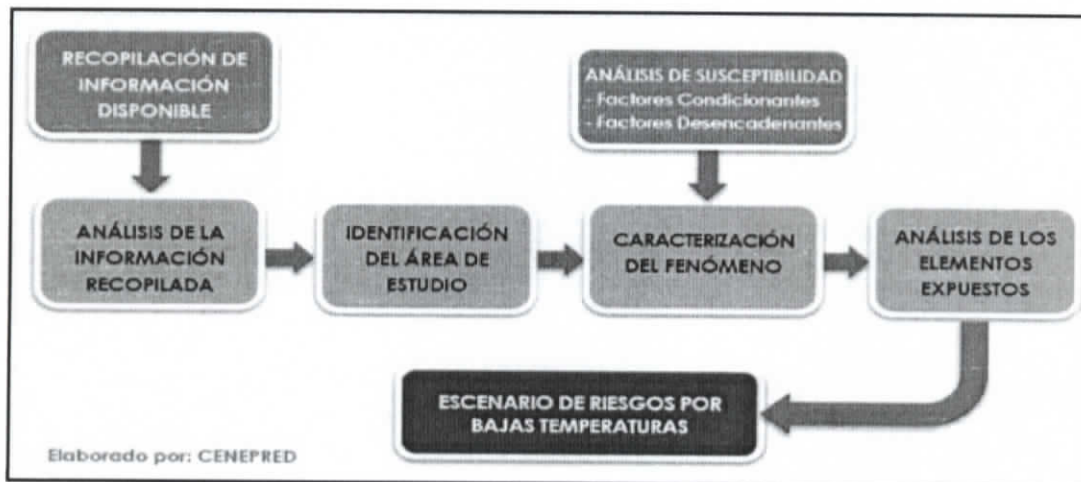 RECOPILACIÓN DE
INFORMACIÓN
DISPONIBLE
ANÁLISIS DE SUSCEPTIBILIDAD
- Factores Condicionantes
- Factores Desencadenantes
ANÁLISIS DE LA
INFORMACIÓN
RECOPILADA
IDENTIFICACIÓN
DEL ÁREA DE
ESTUDIO
CARACTERIZACIÓN
DEL FENÓMENO
ANÁLISIS DE LOS
ELEMENTOS
EXPUESTOS
ESCENARIO DE RIESGOS POR
BAJAS TEMPERATURAS
Elaborado por: CENEPRED